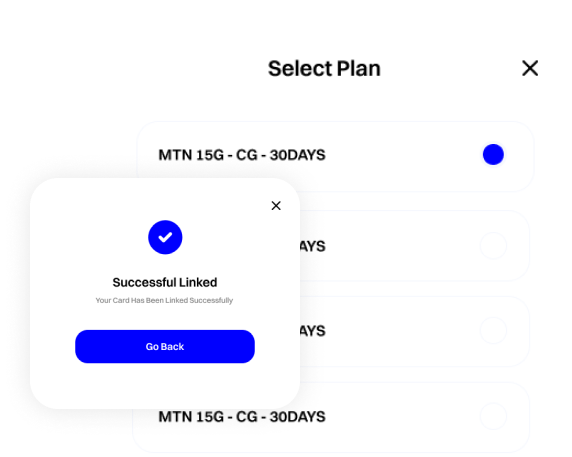 Select Plan
MTN 15G - CG - 30DAYS
AYS
Successful Linked
Your Card Has Been Linked Successfully
AYS
Go Back
MTN 15G - CG - 30DAYS